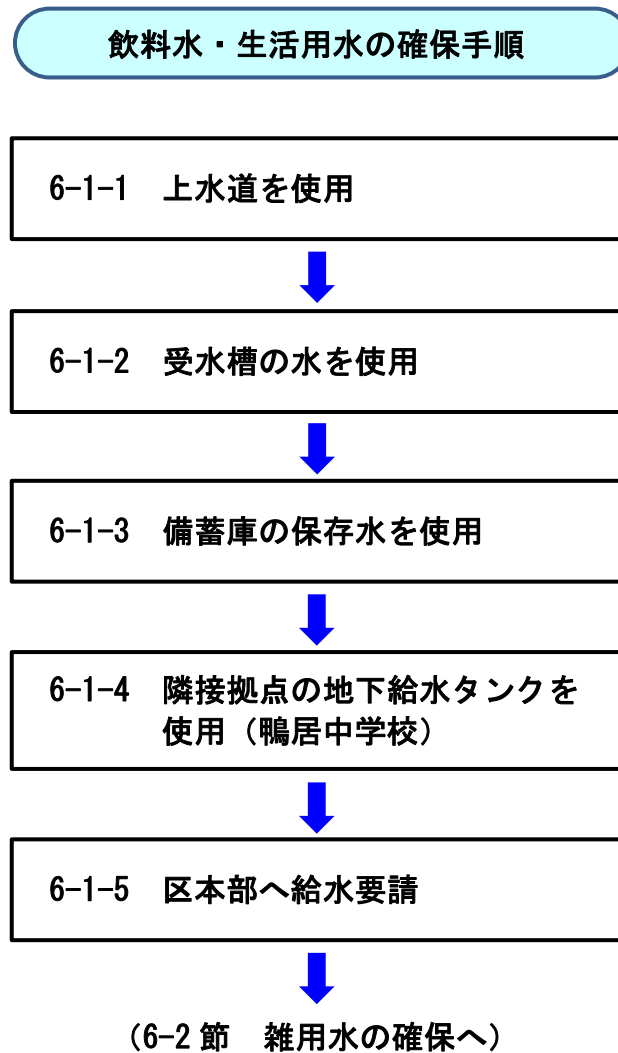 飲料水・生活用水の確保手順
6-1-1 上水道を使用
6-1-2 受水槽の水を使用
6-1-3 備蓄庫の保存水を使用
6-1-4 隣接拠点の地下給水タンクを
使用（鴨居中学校）
6-1-5 区本部へ給水要請
（6-2 節 雑用水の確保へ）